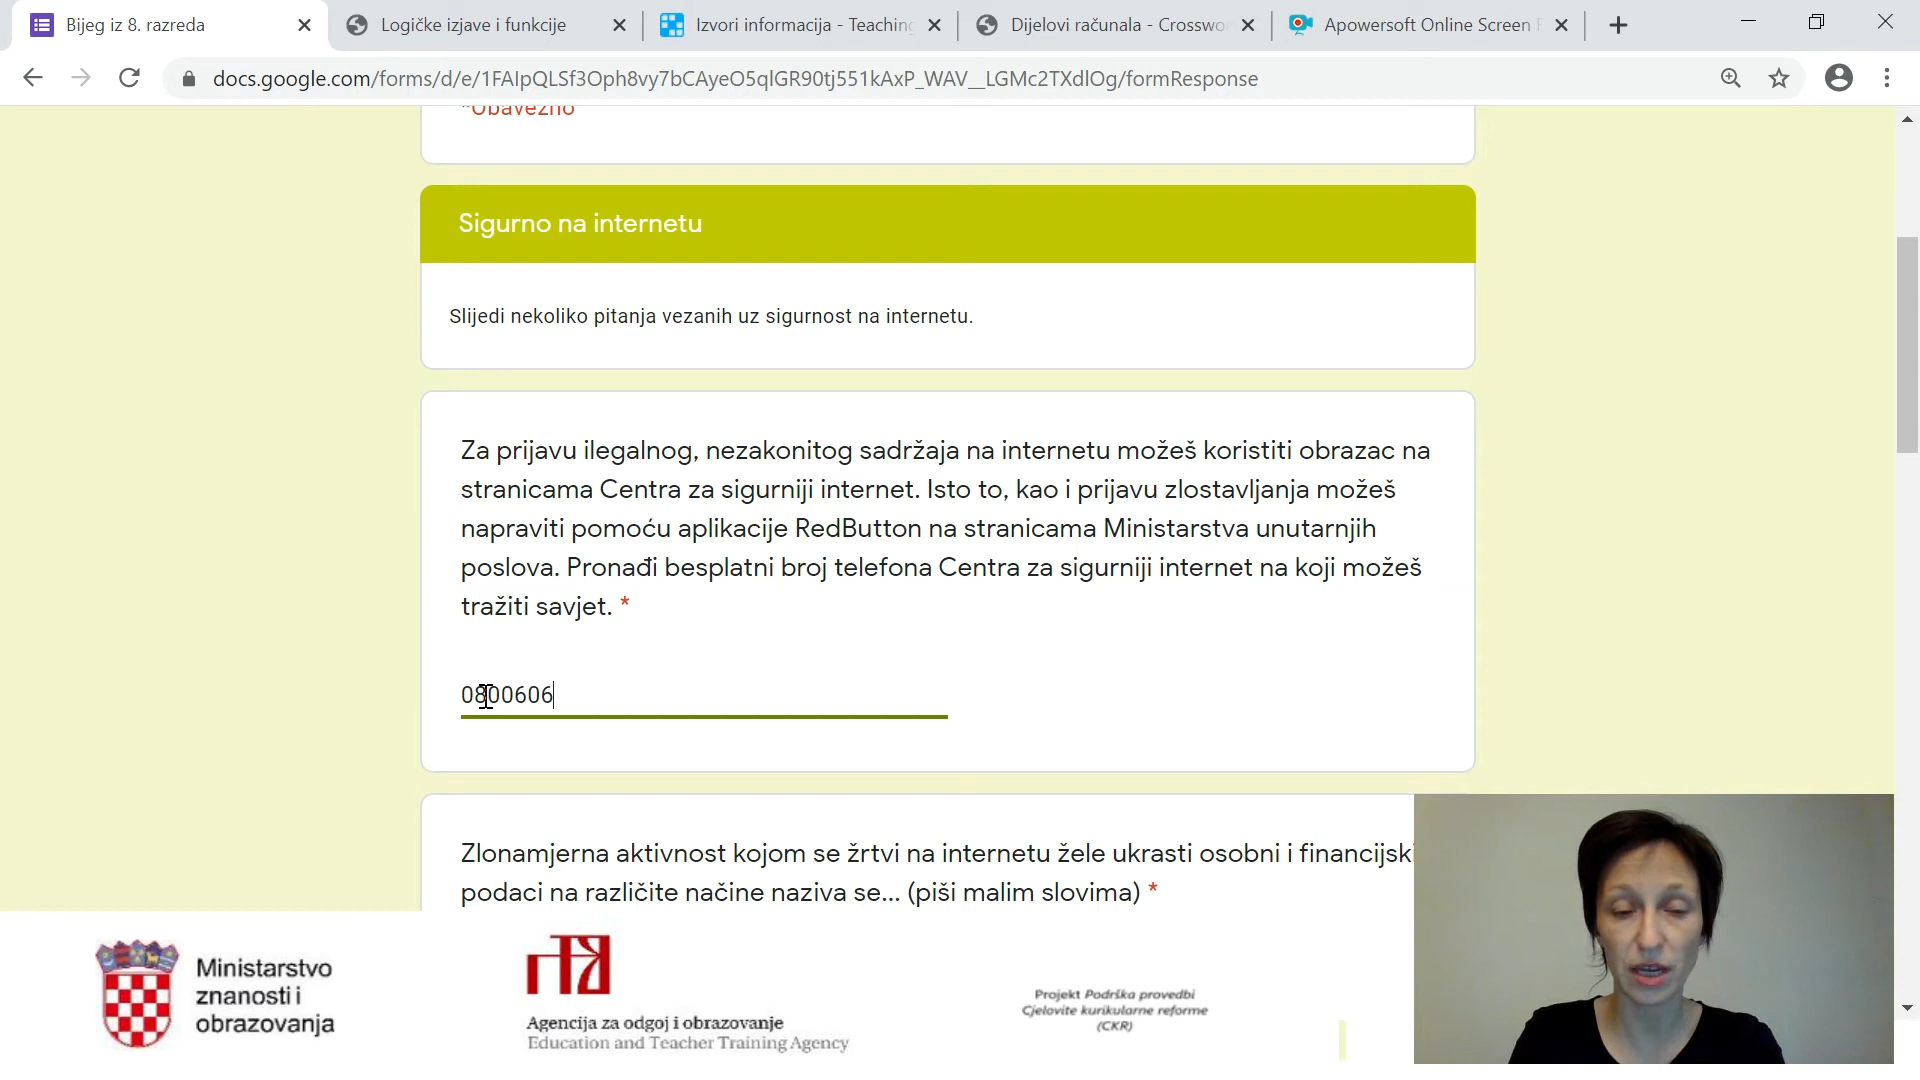 Bijeg iz 8. razreda
Logičke izjave i funkcije
Izvori informacija - Teaching
Dijelovi računala - Crosswo
Apowersoft Online Screen
docs.google.com/forms/d/e/1FAIpQLSf3Oph8vy7bCAyeO5qlGR90tj551kAxP_WAV__LGMc2TXdlOg/formResponse
*Obavezno
Sigurno na internetu
Slijedi nekoliko pitanja vezanih uz sigurnost na internetu.
Za prijavu ilegalnog, nezakonitog sadržaja na internetu možeš koristiti obrazac na
stranicama Centra za sigurniji internet. Isto to, kao i prijavu zlostavljanja možeš
napraviti pomoću aplikacije RedButton na stranicama Ministarstva unutarnjih
poslova. Pronađi besplatni broj telefona Centra za sigurniji internet na koji možeš
tražiti savjet. *
0800606
Zlonamjerna aktivnost kojom se žrtvi na internetu žele ukrasti osobni i financijski
podaci na različite načine naziva se... (piši malim slovima) *
Ministarstvo
znanosti i
obrazovanja
Agencija za odgoj i obrazovanje
Education and Teacher Training Agency
Projekt Podrška provedbi
Cjelovite kurikularne reforme
(CKR)